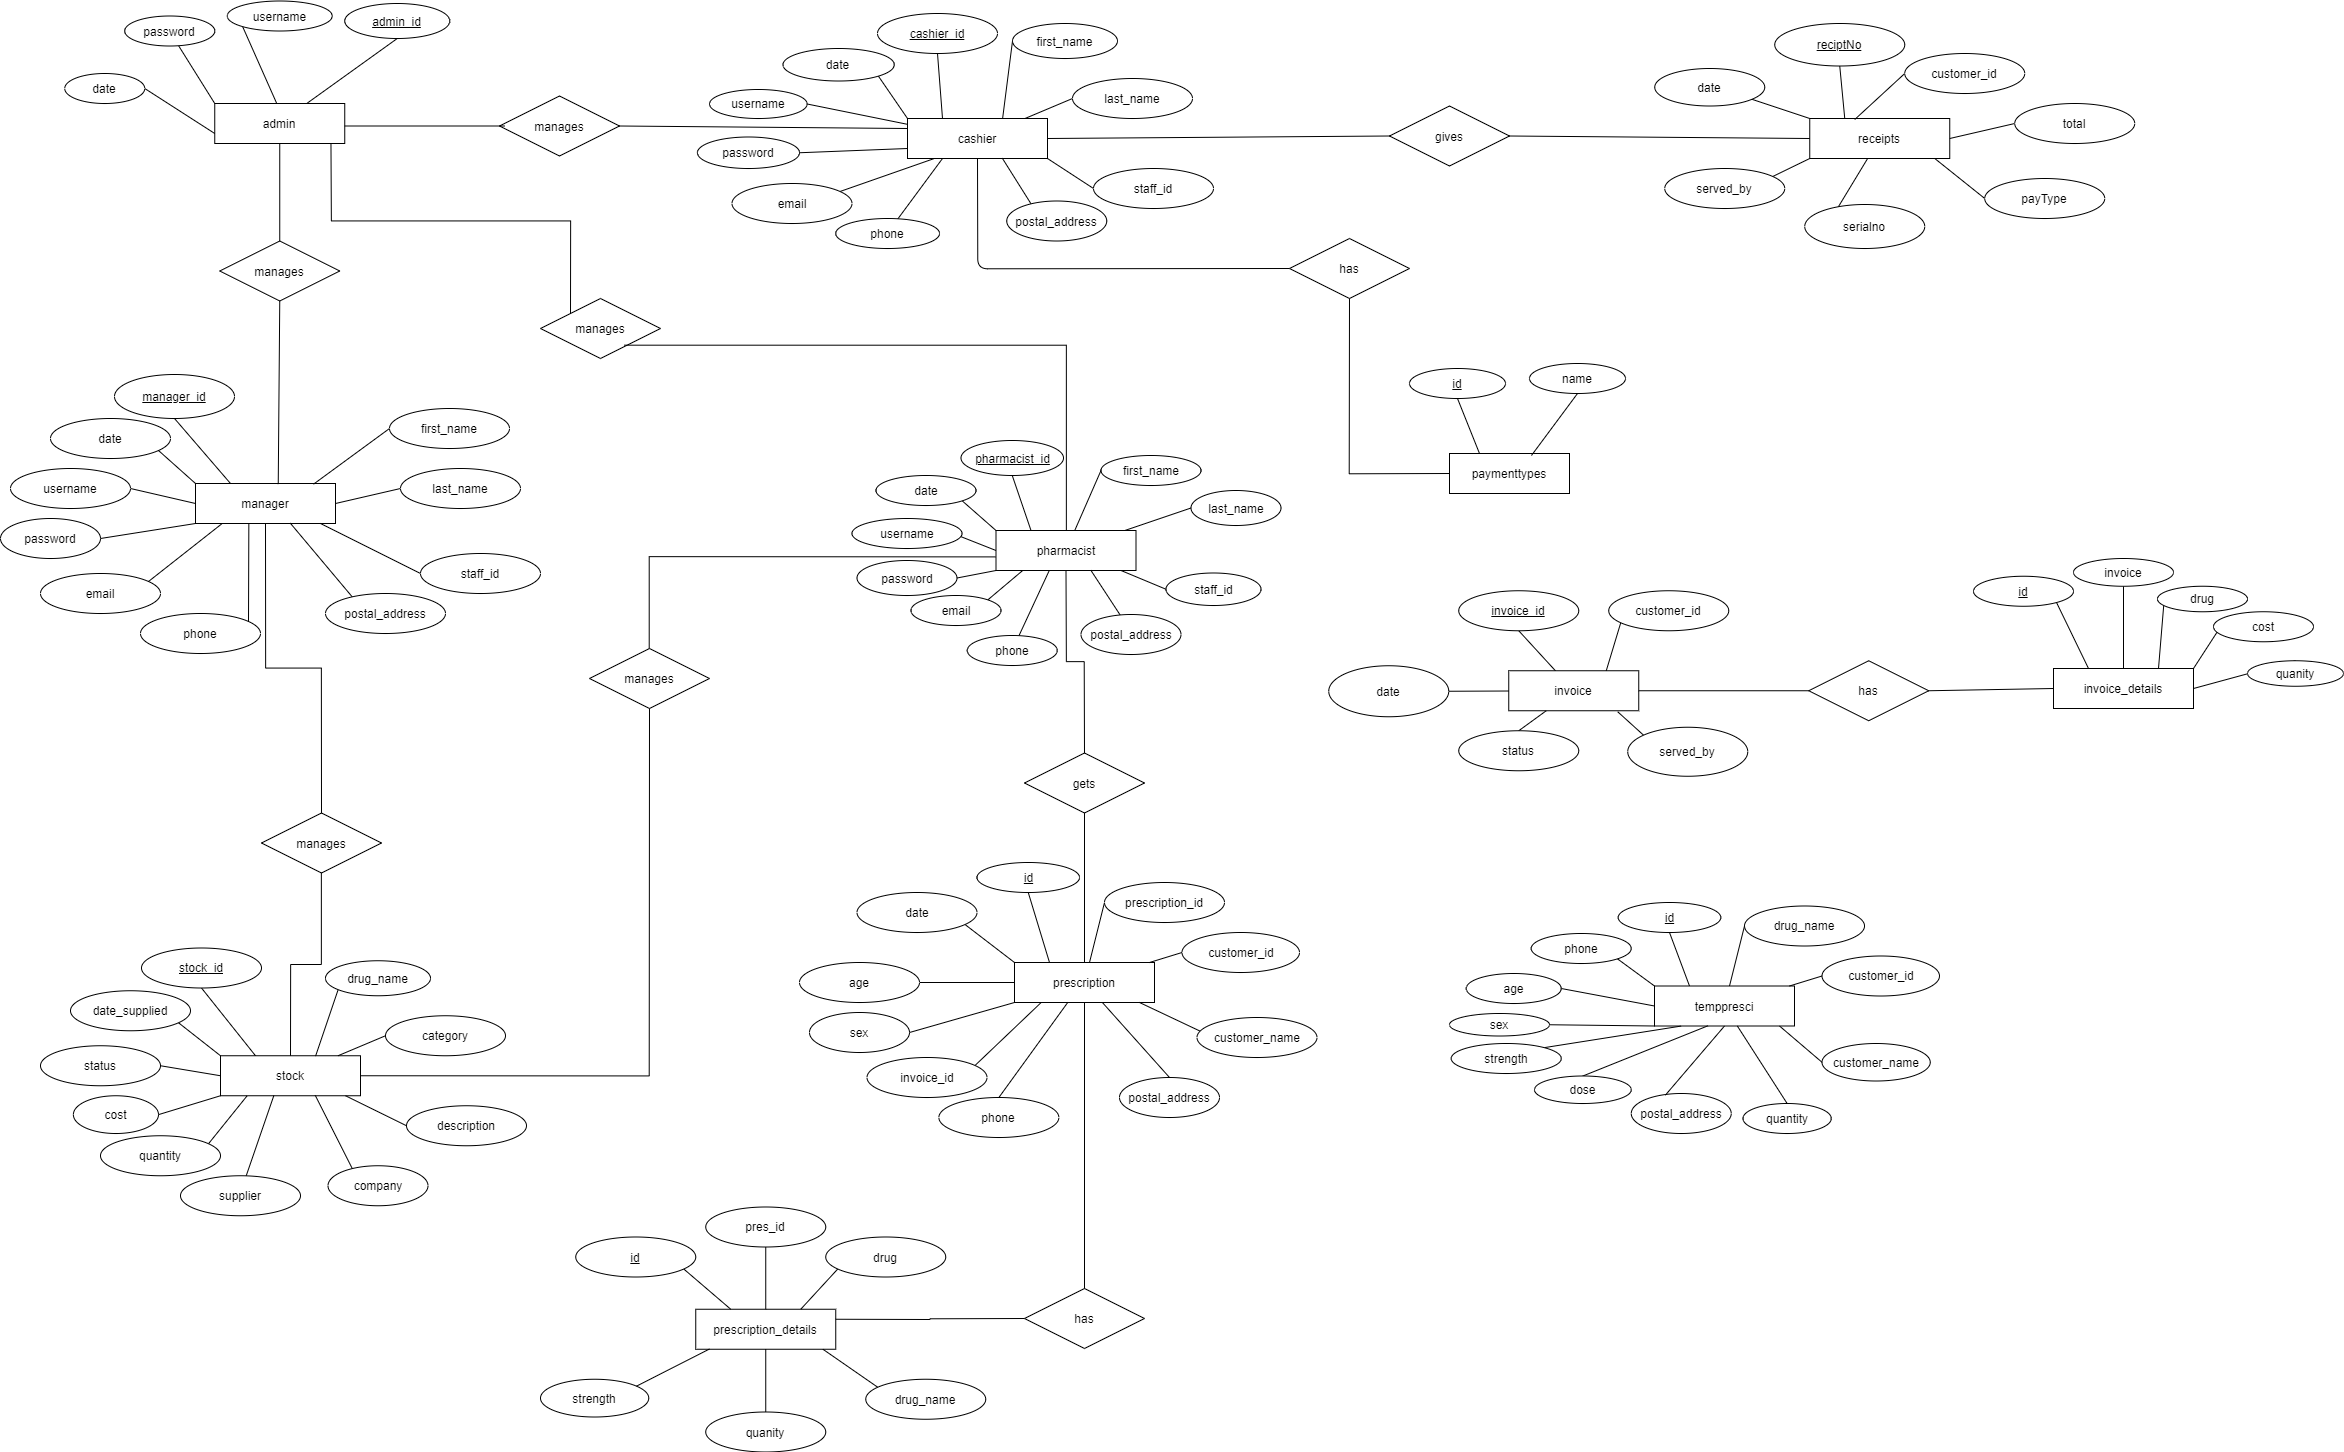 username
admin_id
password
date
admin
manages
cashier_id
first_name
date
last_name
username
cashier
password
staff_id
email
postal_address
phone
gives
reciptNo
customer_id
date
total
receipts
served_by
payType
serialno
manages
manages
has
id
name
paymenttypes
manager_id
first_name
date
username
last_name
manager
password
staff_id
email
postal_address
phone
pharmacist_id
first_name
date
last_name
username
pharmacist
password
staff_id
email
postal_address
phone
manages
invoice_id
customer_id
date
invoice
status
served_by
has
id
invoice
drug
cost
quanity
invoice_details
gets
manages
id
prescription_id
date
customer_id
age
prescription
sex
customer_name
invoice_id
postal_address
phone
id
drug_name
phone
customer_id
age
temppresci
sex
strength
customer_name
dose
postal_address
quantity
stock_id
drug_name
date_supplied
category
status
stock
cost
description
quantity
company
supplier
pres_id
id
drug
prescription_details
has
strength
drug_name
quanity